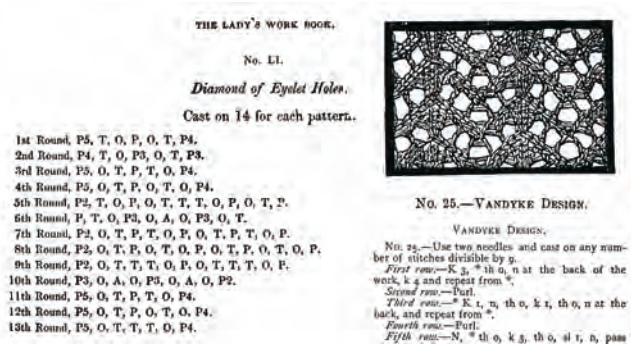 THE LADY'S WORK BOOK.
No. LI.
Diamond of Eyelet Holes.
Cast on 14 for each pattern.
1st Round, P5, T, O, P, O, T, P4.
2nd Round, P4, T, O, P3, O, T, P3.
3rd Round, P5, O, T, P, T, O, P4.
4th Round, P5, O, T, P, O, T, O, P4.
5th Round, P2, T, O, P, O, T, T, T, O, P, O, T, P.
6th Round, P, T, O, P3, O, A, O, P3, O, T.
7th Round, P2, O, T, P, T, O, P, O, T, P, T, O, P.
8th Round, P2, O, T, P, O, T, O, P, O, T, P, O, T, O, P.
9th Round, P2, O, T, T, T, O, P, O, T, T, T, O, P.
10th Round, P3, O, A, O, P3, O, A, O, P2.
11th Round, P5, O, T, P, T, O, P4.
12th Round, P5, O, T, P, O, T, O, P4.
13th Round, P5, O, T, T, T, O, P4.
No. 25.—VANDYKE DESIGN.
VANDYKE DESIGN.
No. 25.—Use two needles and cast on any num-
ber of stitches divisible by 9.
First row.—K 3, * th o, n at the back of the
work, k 4 and repeat from *.
Second row.—Purl.
Third row.—* K 1, n, th o, k 1, th o, n at the
back, and repeat from *.
Fourth row.—Purl.
Fifth row.—N, * th o, k 3, th o, sl 1, n, pass